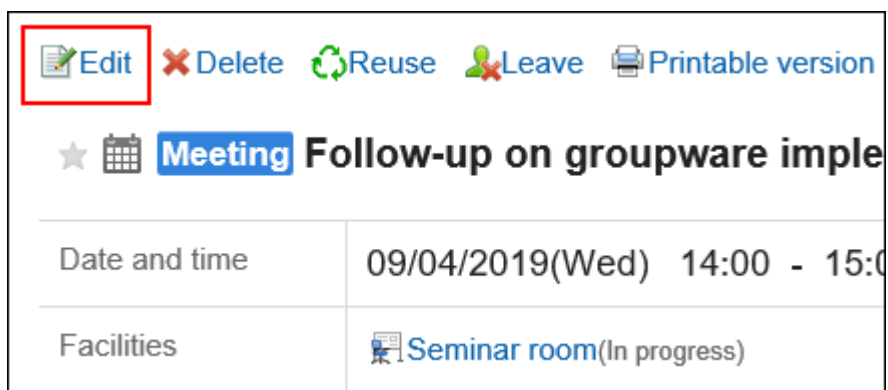 Edit Delete Reuse Leave Printable version
Meeting Follow-up on groupware imple
Date and time 09/04/2019(Wed) 14:00 - 15:0
Facilities Seminar room(In progress)